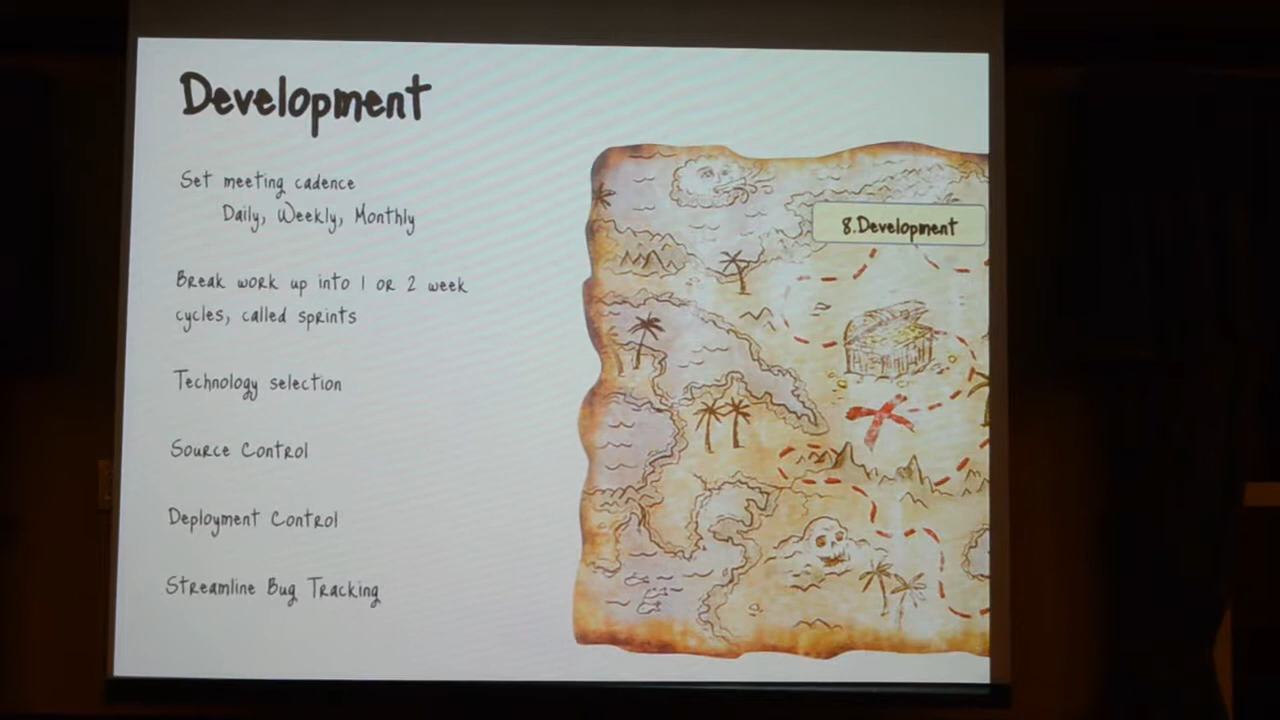 Development
Set meeting cadence
Daily, Weekly, Monthly
Break work up into 1 or 2 week
cycles, called sprints
Technology selection
Source Control
Deployment Control
Streamline Bug Tracking
8.Development